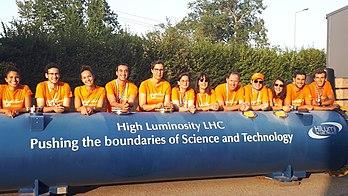 High Luminosity LHC
Pushing the boundaries of Science and Technology